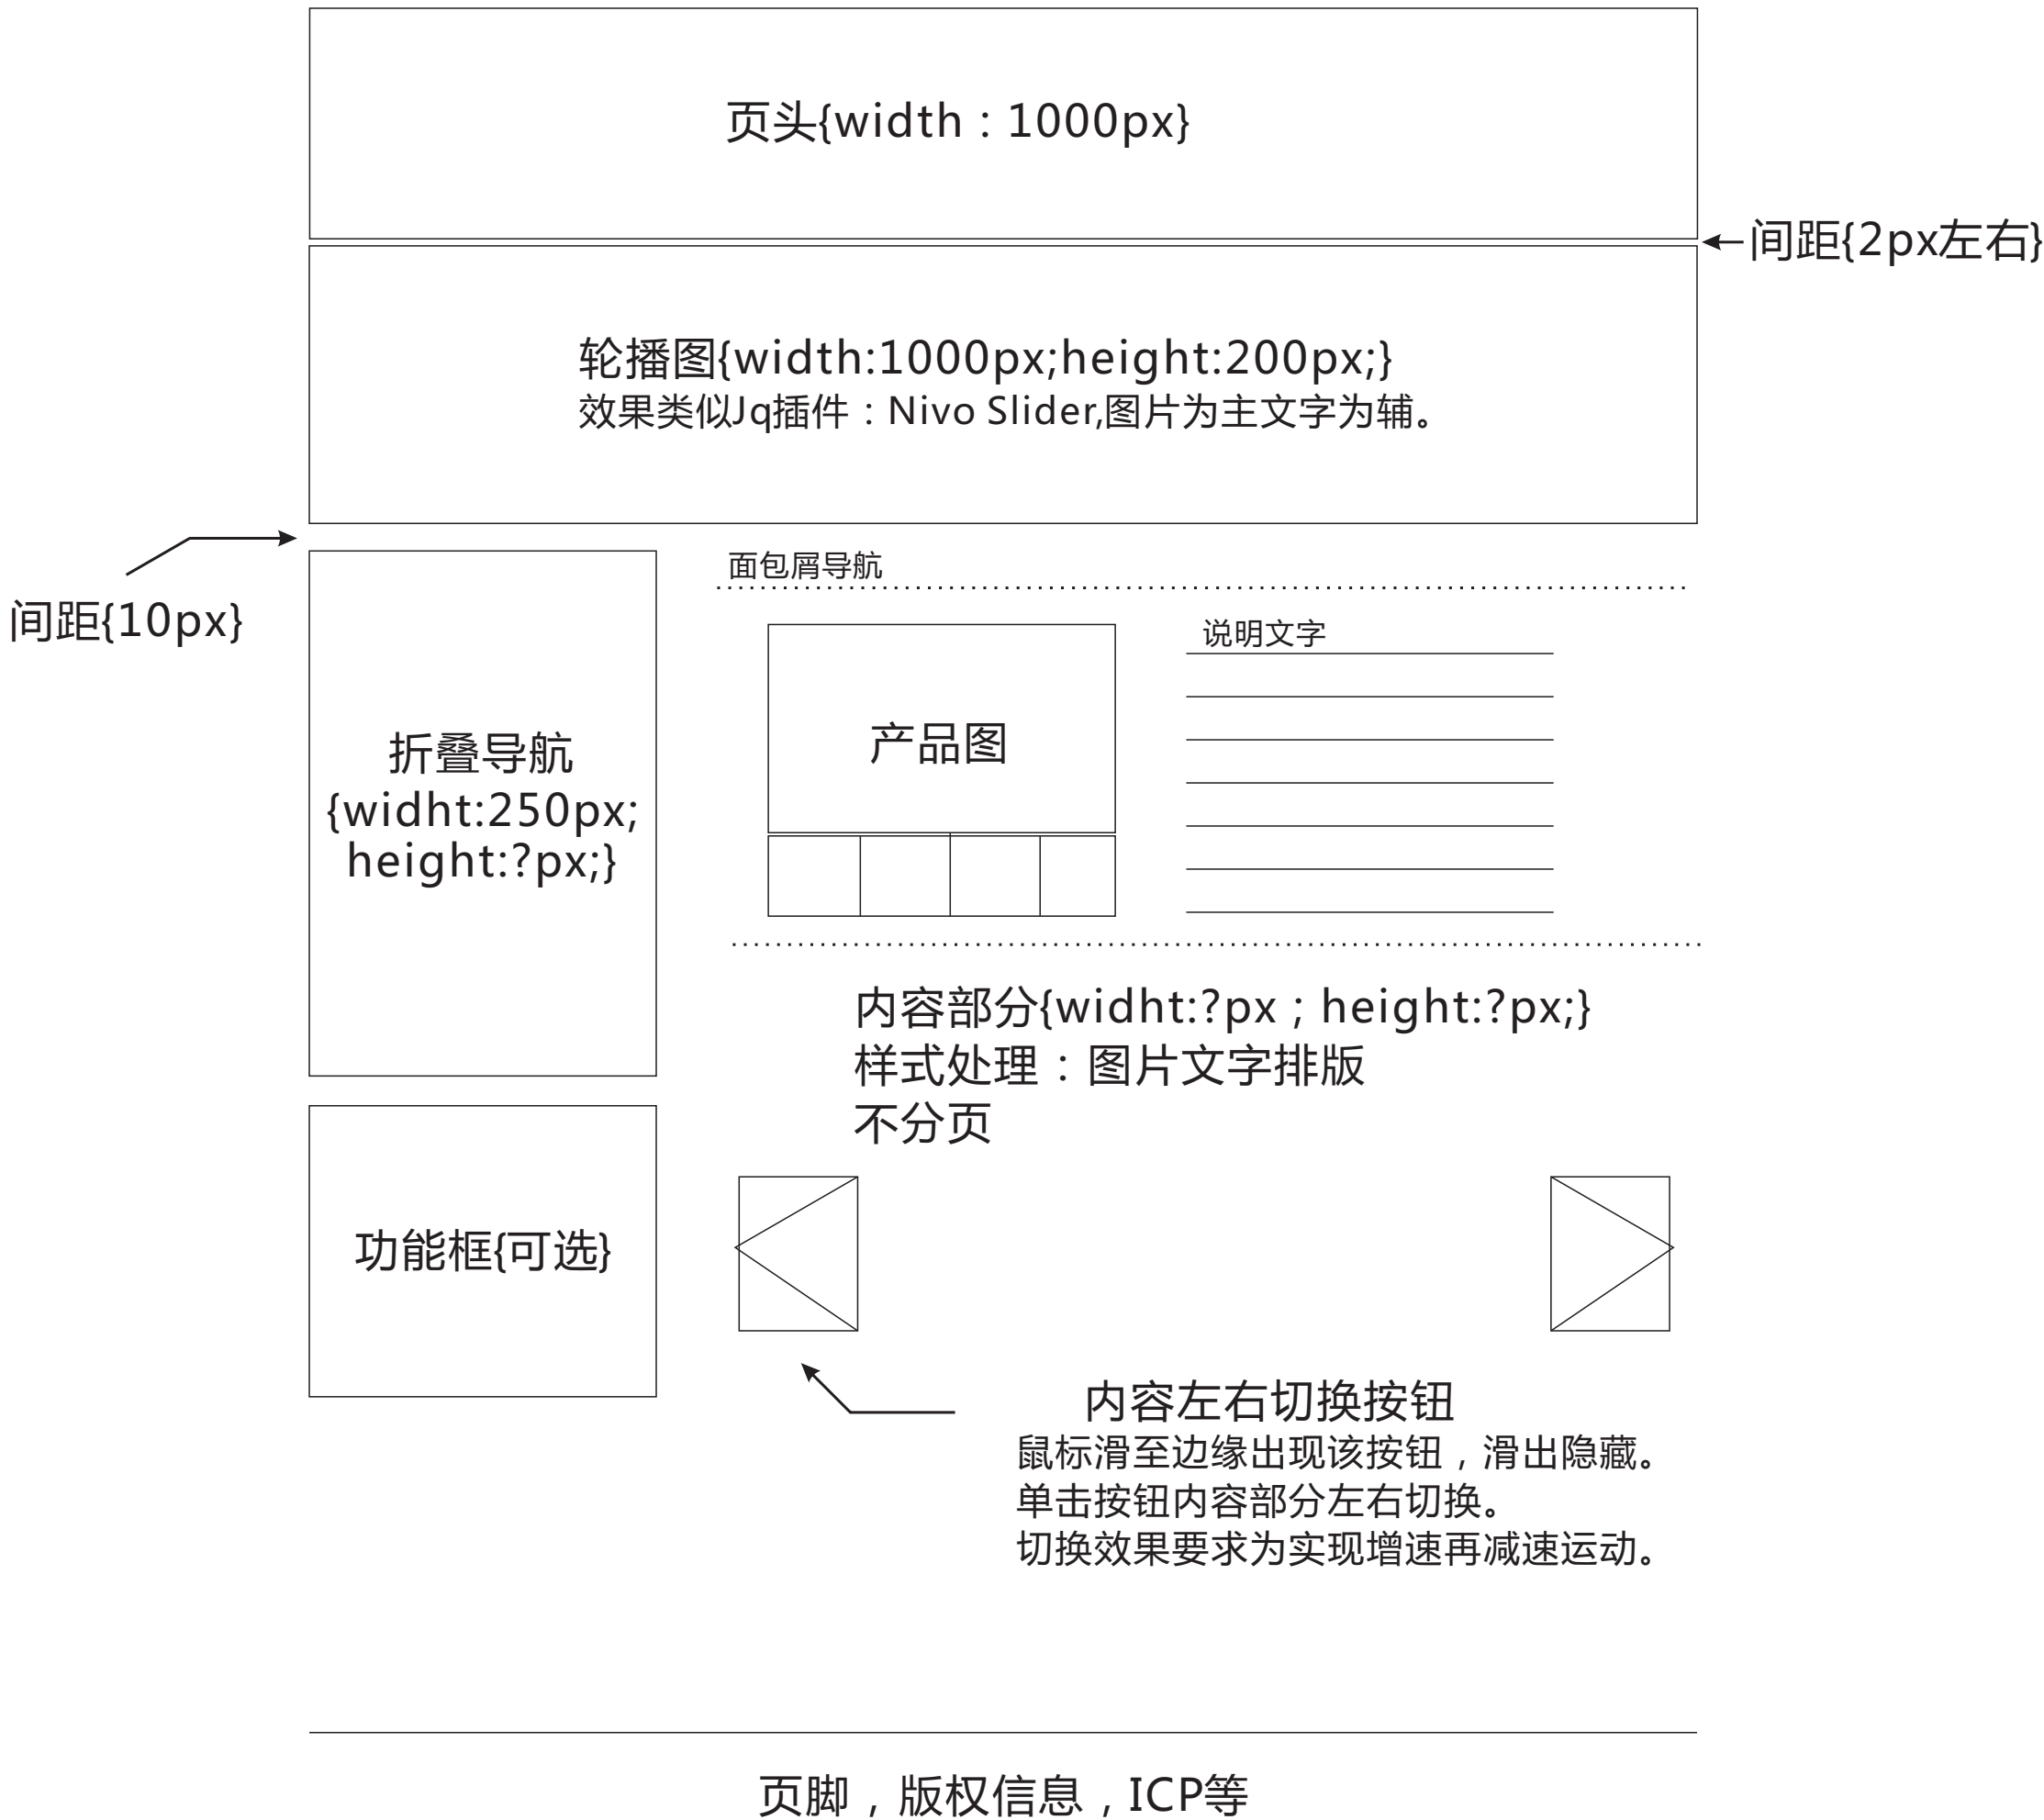 页头{width：1000px}
间距{2px左右}
轮播图{width:1000px;height:200px;}
效果类似Jq插件：Nivo Slider,图片为主文字为辅。
间距{10px}
面包屑导航
说明文字
产品图
折叠导航
{widht:250px;
height:?px;}
内容部分{widht:?px；height:?px;}
样式处理：图片文字排版
不分页
功能框{可选}
内容左右切换按钮
鼠标滑至边缘出现该按钮，滑出隐藏。
单击按钮内容部分左右切换。
切换效果要求为实现增速再减速运动。
页脚，版权信息，ICP等